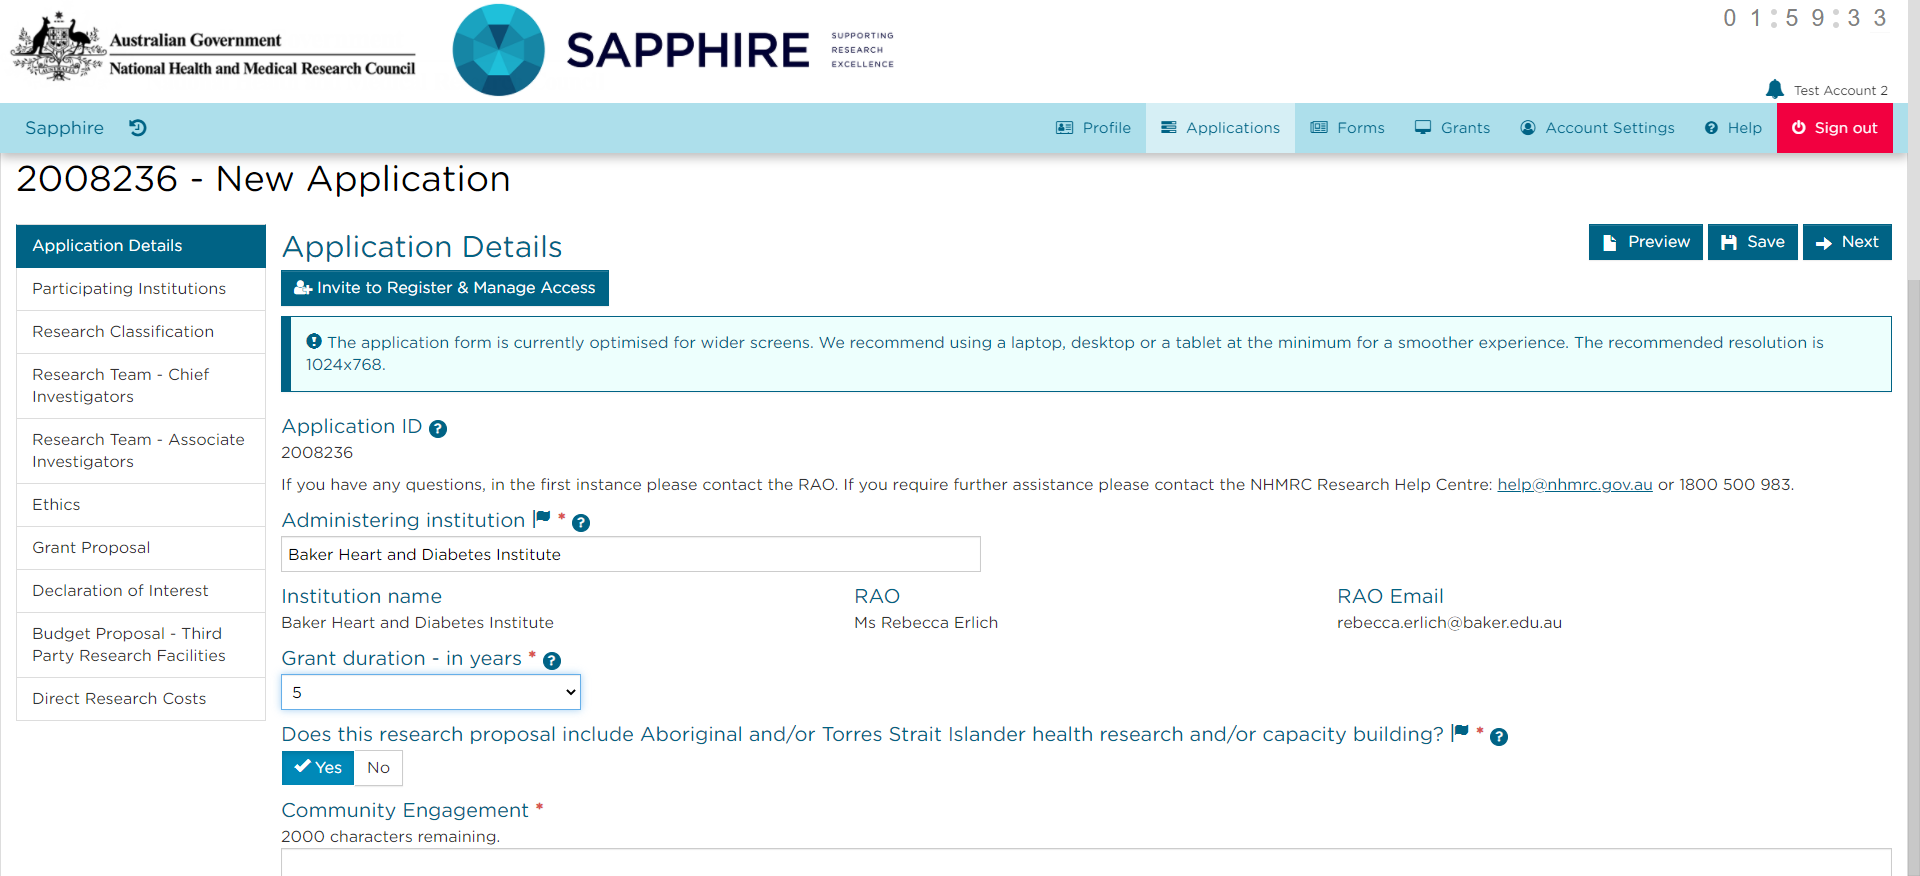 Australian Government
National Health and Medical Research Council
SAPPHIRE
SUPPORTING
RESEARCH
EXCELLENCE
01:59:33
Test Account 2
Sapphire
Profile
Applications
Forms
Grants
Account Settings
Help
Sign out
2008236 - New Application
Application Details
Participating Institutions
Research Classification
Research Team - Chief
Investigators
Research Team - Associate
Investigators
Ethics
Grant Proposal
Declaration of Interest
Budget Proposal - Third
Party Research Facilities
Direct Research Costs
Application Details
Preview
Save
Next
Invite to Register & Manage Access
The application form is currently optimised for wider screens. We recommend using a laptop, desktop or a tablet at the minimum for a smoother experience. The recommended resolution is
1024x768.
Application ID ?
2008236
If you have any questions, in the first instance please contact the RAO. If you require further assistance please contact the NHMRC Research Help Centre: help@nhmrc.gov.au or 1800 500 983.
Administering institution * ?
Baker Heart and Diabetes Institute
Institution name
Baker Heart and Diabetes Institute
RAO
Ms Rebecca Erlich
RAO Email
rebecca.erlich@baker.edu.au
Grant duration - in years * ?
5
Does this research proposal include Aboriginal and/or Torres Strait Islander health research and/or capacity building? * ?
Yes
No
Community Engagement *
2000 characters remaining.